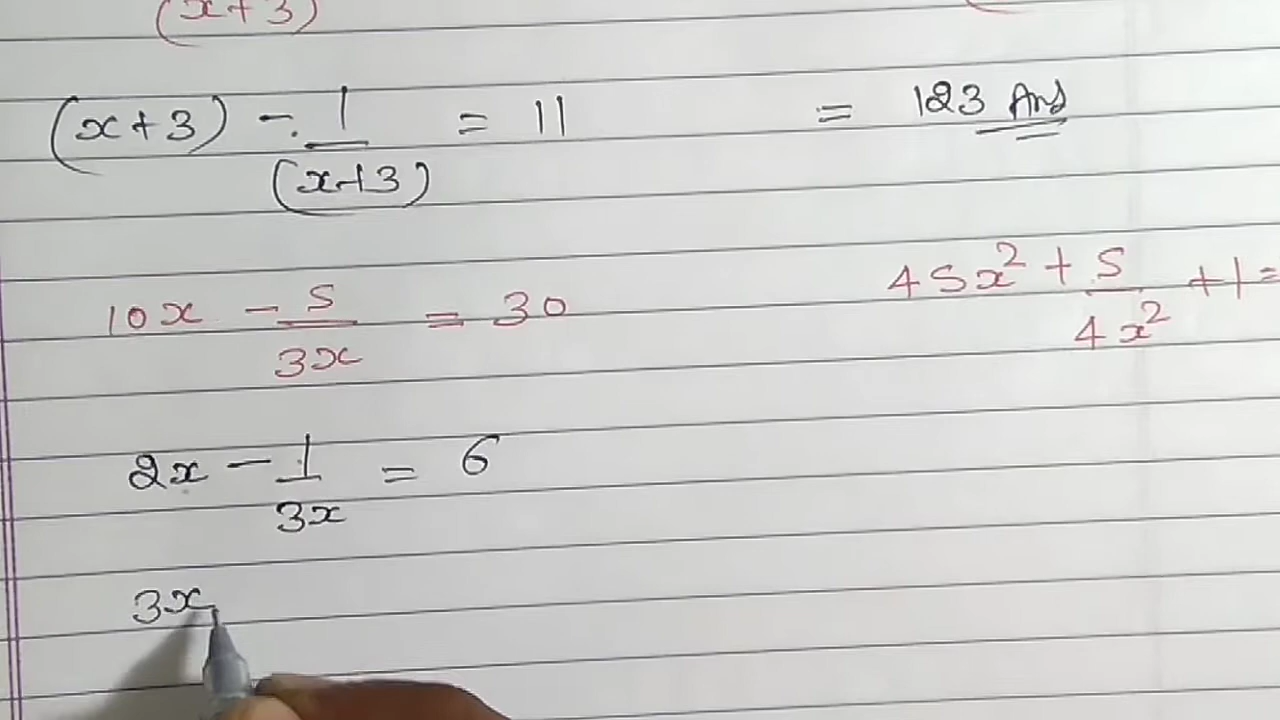 (x+3)
(x+3) - 1/(x+3) = 11 = 123 Ans
10x - 5/3x = 30 45x² + 5/4x² + 1 =
2x - 1/3x = 6
3x